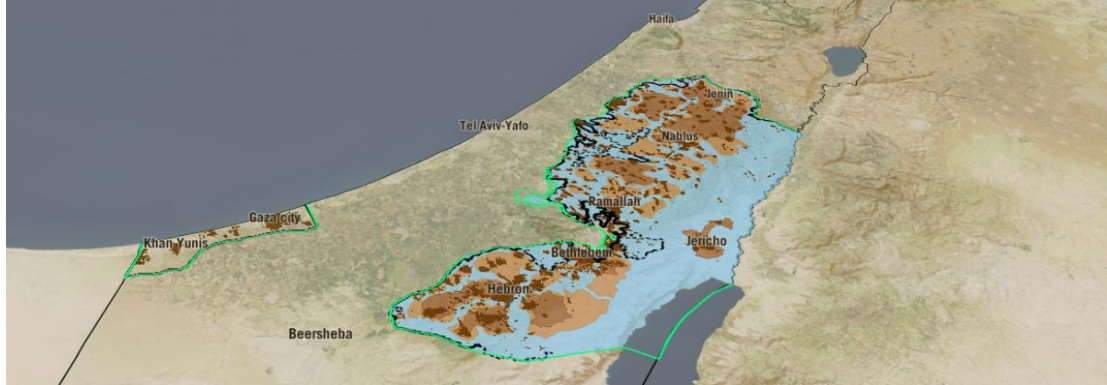 Haifa
Jenin
Tel Aviv-Yafo
Nablus
Ramallah
Gaza city
Khan Yunis
Jericho
Bethlehem
Hebron
Beersheba